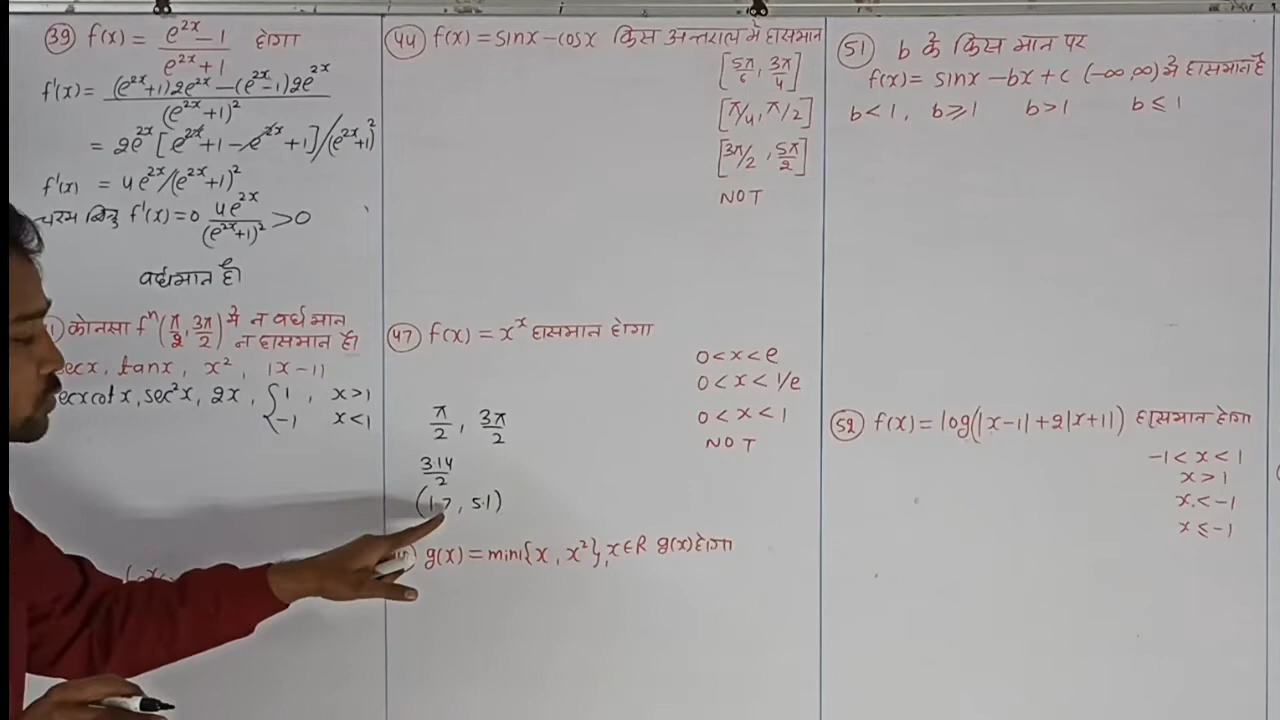 39 f(x) = (e^2x - 1)/(e^2x + 1) होगा
f'(x) = ((e^2x+1)2e^2x - (e^2x-1)2e^2x)/(e^2x+1)^2
= 2e^2x [e^2x+1 - e^2x +1]/(e^2x+1)^2
f'(x) = 4e^2x/(e^2x+1)^2
चरम बिन्दु f'(x)=0 4e^2x/(e^2x+1)^2 > 0
वर्धमान है।
1) कोनसा f^n (π/2, 3π/2) मे न वर्धमान
न हासमान है।
secx, tanx, x^2, |x-1|
ecxcotx, sec^2x, 2x, { 1, x>1
-1 x<1
44 f(x) = sinx - cosx किस अन्तराल मे हासमान
[5π/6, 3π/4]
[π/4, π/2]
[3π/2, 5π/2]
NOT
47 f(x) = x^x हासमान होगा
0<x<e
0<x<1/e
0<x<1
NOT
π/2, 3π/2
3.14/2
(1.7, 5.1)
g(x) = mini{x, x^2}, x∈R g(x) होगा
51 b के किस मान पर
f(x) = sinx - bx + c (-∞,∞) मे हासमान है
b<1, b≥1 b>1 b≤1
52 f(x) = log(|x-1|+2|x+1|) हासमान होगा
-1<x<1
x>1
x<-1
x≤-1